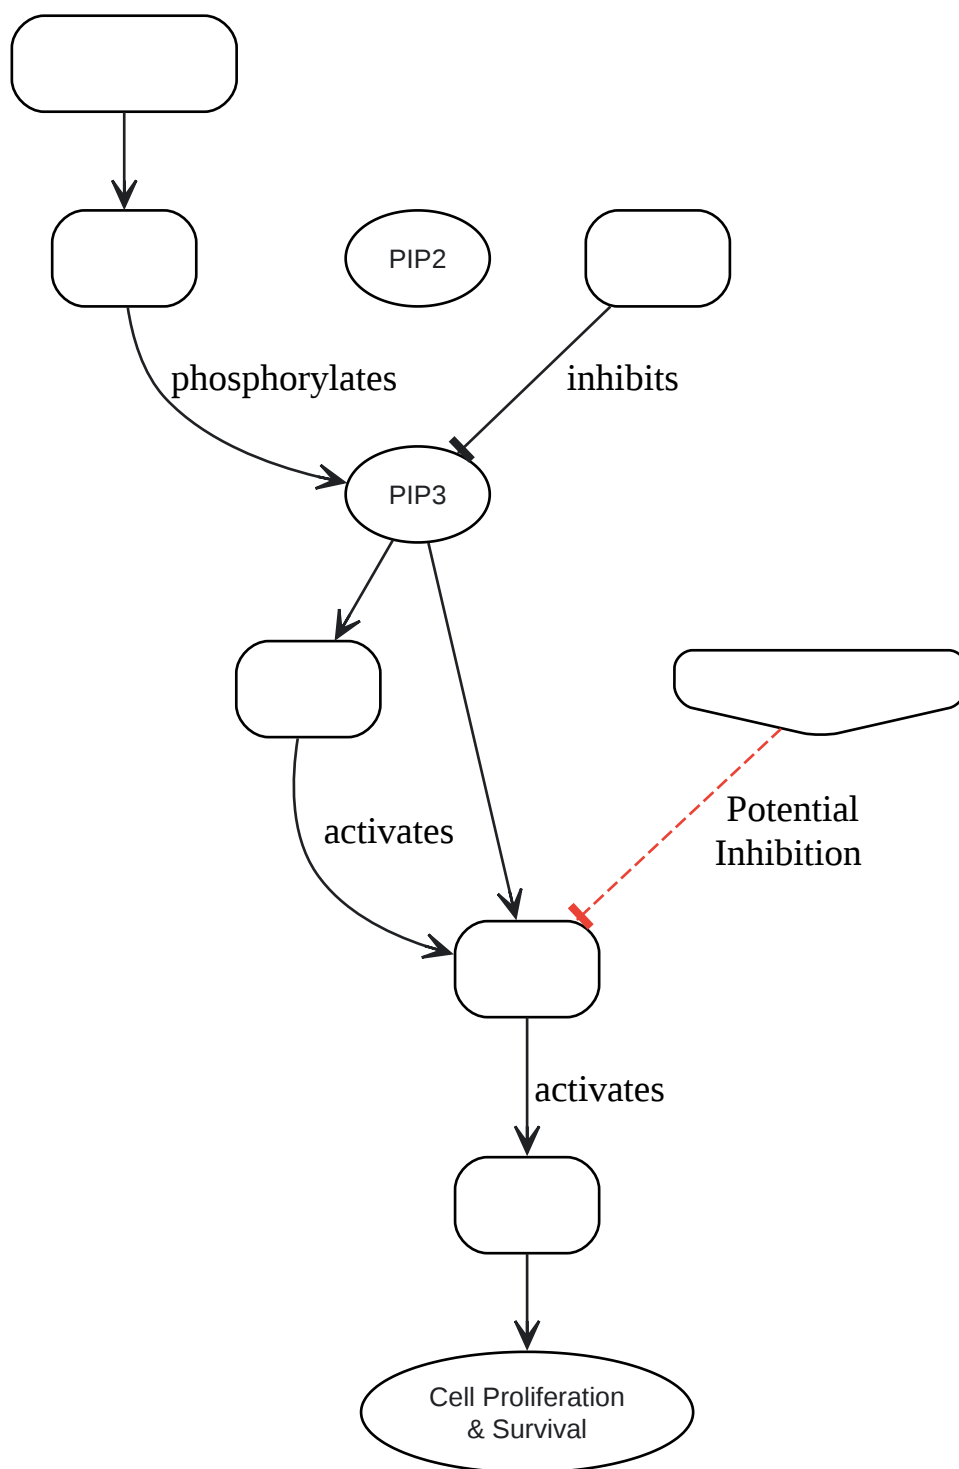 PIP2
phosphorylates
inhibits
PIP3
activates
Potential
Inhibition
activates
Cell Proliferation
& Survival